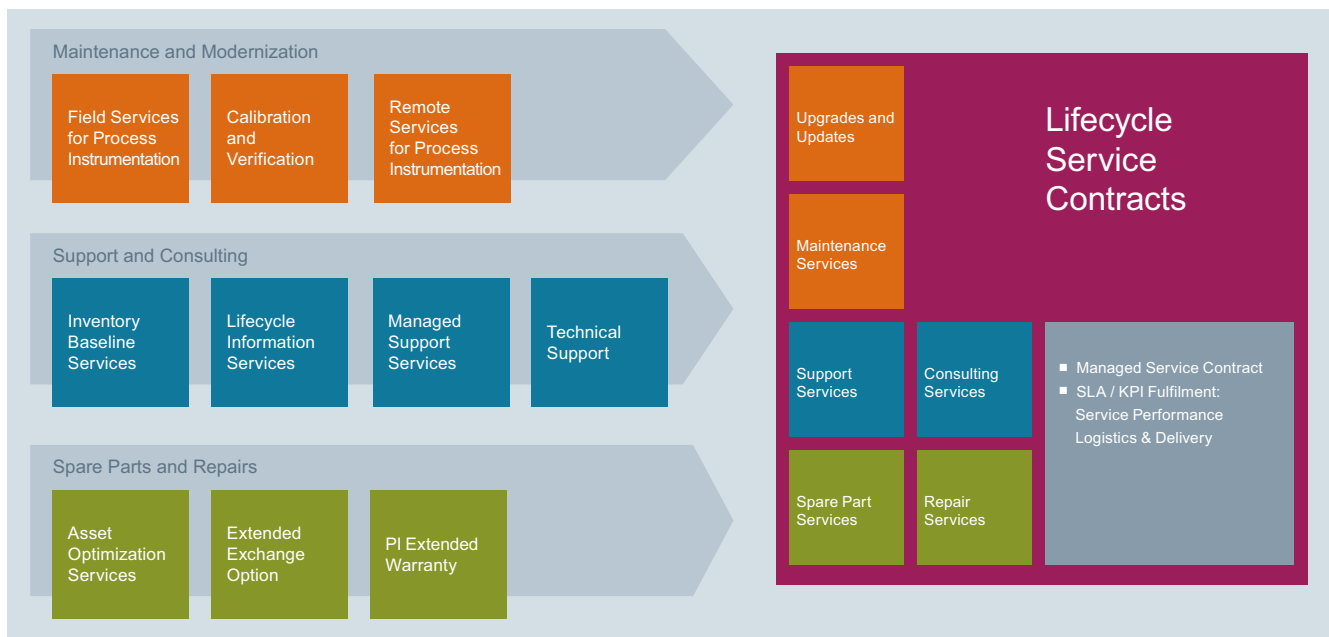 Maintenance and Modernization
Field Services
for Process
Instrumentation
Calibration
and
Verification
Remote
Services
for Process
Instrumentation
Support and Consulting
Inventory
Baseline
Services
Lifecycle
Information
Services
Managed
Support
Services
Technical
Support
Spare Parts and Repairs
Asset
Optimization
Services
Extended
Exchange
Option
PI Extended
Warranty
Lifecycle
Service
Contracts
Upgrades and
Updates
Maintenance
Services
Support
Services
Consulting
Services
Spare Part
Services
Repair
Services
■ Managed Service Contract
■ SLA / KPI Fulfilment:
Service Performance
Logistics & Delivery